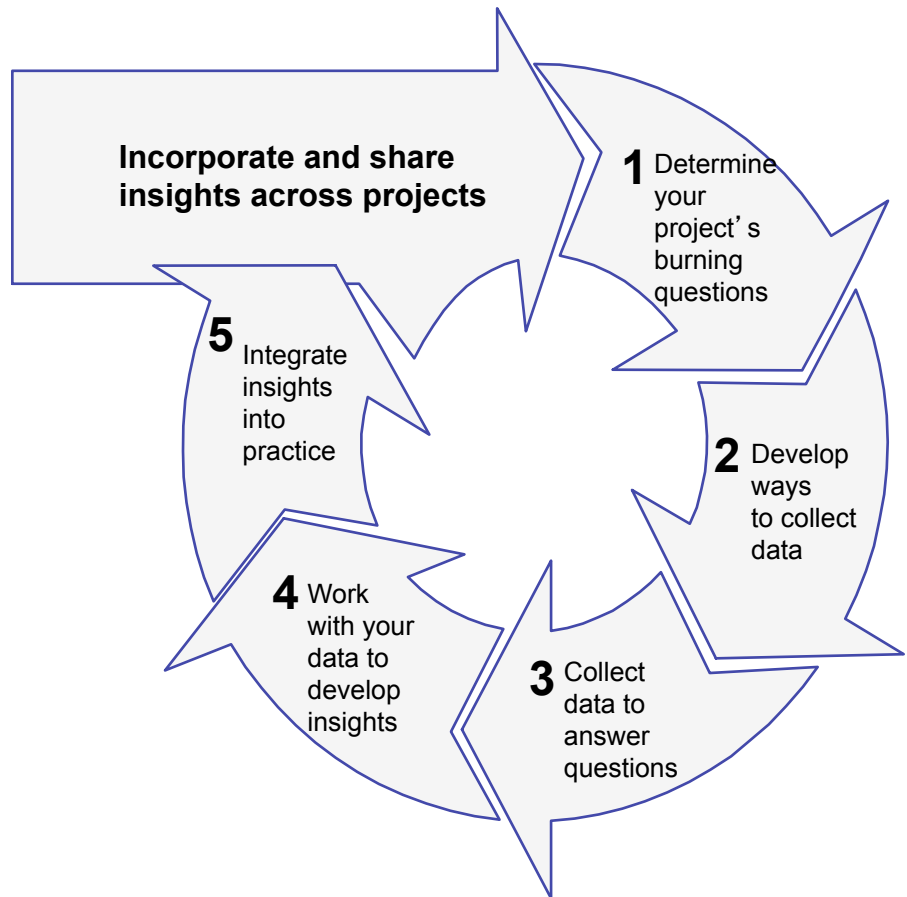 Incorporate and share
insights across projects
1 Determine
your
project’s
burning
questions
2 Develop
ways
to collect
data
3 Collect
data to
answer
questions
4 Work
with your
data to
develop
insights
5 Integrate
insights
into
practice